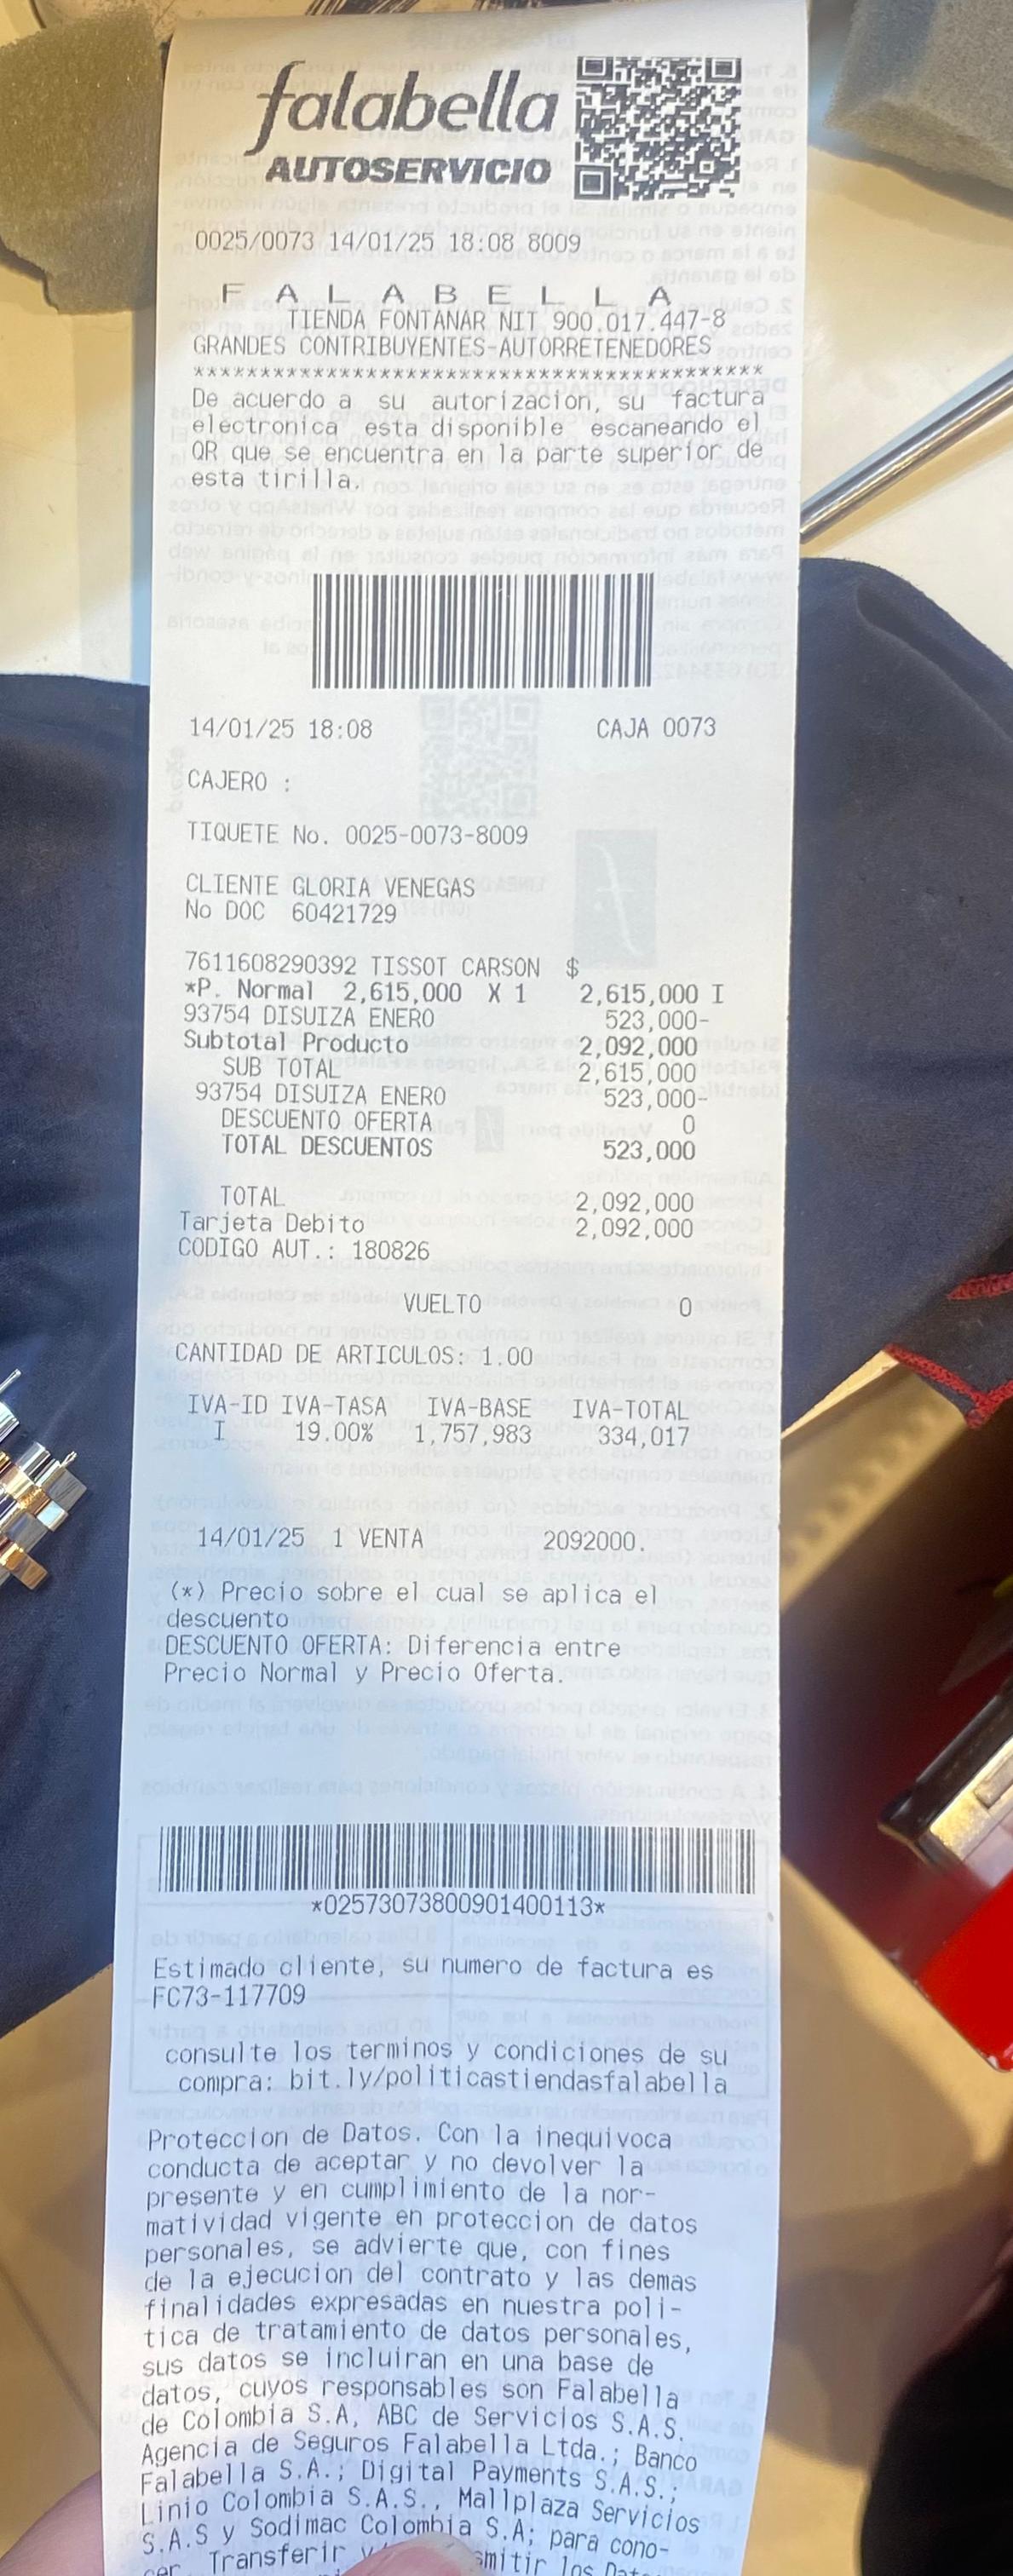 falabella
AUTOSERVICIO
0025/0073 14/01/25 18:08 8009
F A L A B E L L A
TIENDA FONTANAR NIT 900.017.447-8
GRANDES CONTRIBUYENTES-AUTORRETENEDORES
*******************************************
De acuerdo a su autorizacion, su factura
electronica esta disponible escaneando el
QR que se encuentra en la parte superior de
esta tirilla.
14/01/25 18:08 CAJA 0073
CAJERO :
TIQUETE No. 0025-0073-8009
CLIENTE GLORIA VENEGAS
No DOC 60421729
7611608290392 TISSOT CARSON $
*P. Normal 2,615,000 X 1 2,615,000 I
93754 DISUIZA ENERO 523,000-
Subtotal Producto 2,092,000
SUB TOTAL 2,615,000
93754 DISUIZA ENERO 523,000-
DESCUENTO OFERTA 0
TOTAL DESCUENTOS 523,000
TOTAL 2,092,000
Tarjeta Debito 2,092,000
CODIGO AUT.: 180826
VUELTO 0
CANTIDAD DE ARTICULOS: 1.00
IVA-ID IVA-TASA IVA-BASE IVA-TOTAL
I 19.00% 1,757,983 334,017
14/01/25 1 VENTA 2092000.
(*) Precio sobre el cual se aplica el
descuento
DESCUENTO OFERTA: Diferencia entre
Precio Normal y Precio Oferta.
*02573073800901400113*
Estimado cliente, su numero de factura es
FC73-117709
consulte los terminos y condiciones de su
compra: bit.ly/politicastiendasfalabella
Proteccion de Datos. Con la inequivoca
conducta de aceptar y no devolver la
presente y en cumplimiento de la nor-
matividad vigente en proteccion de datos
personales, se advierte que, con fines
de la ejecucion del contrato y las demas
finalidades expresadas en nuestra poli-
tica de tratamiento de datos personales,
sus datos se incluiran en una base de
datos, cuyos responsables son Falabella
de Colombia S.A, ABC de Servicios S.A.S.
Agencia de Seguros Falabella Ltda.; Banco
Falabella S.A.; Digital Payments S.A.S.;
Linio Colombia S.A.S., Mallplaza Servicios
S.A.S y Sodimac Colombia S.A; para cono-
cer, Transferir los